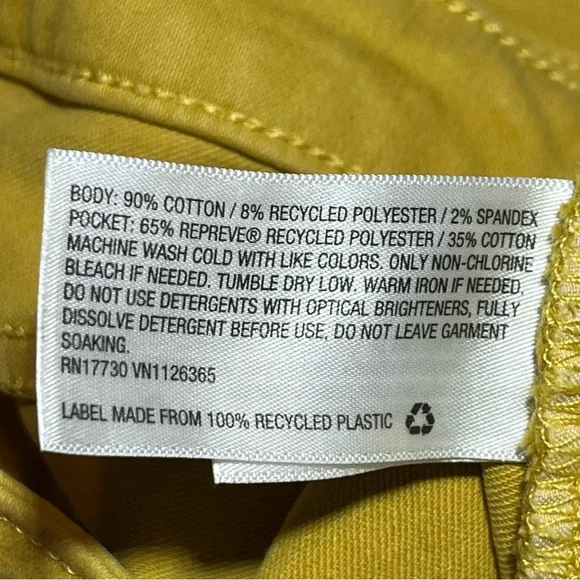 BODY: 90% COTTON / 8% RECYCLED POLYESTER / 2% SPANDEX
POCKET: 65% REPREVE® RECYCLED POLYESTER / 35% COTTON
MACHINE WASH COLD WITH LIKE COLORS. ONLY NON-CHLORINE
BLEACH IF NEEDED. TUMBLE DRY LOW. WARM IRON IF NEEDED.
DO NOT USE DETERGENTS WITH OPTICAL BRIGHTENERS, FULLY
DISSOLVE DETERGENT BEFORE USE, DO NOT LEAVE GARMENT
SOAKING.
RN17730 VN1126365
LABEL MADE FROM 100% RECYCLED PLASTIC